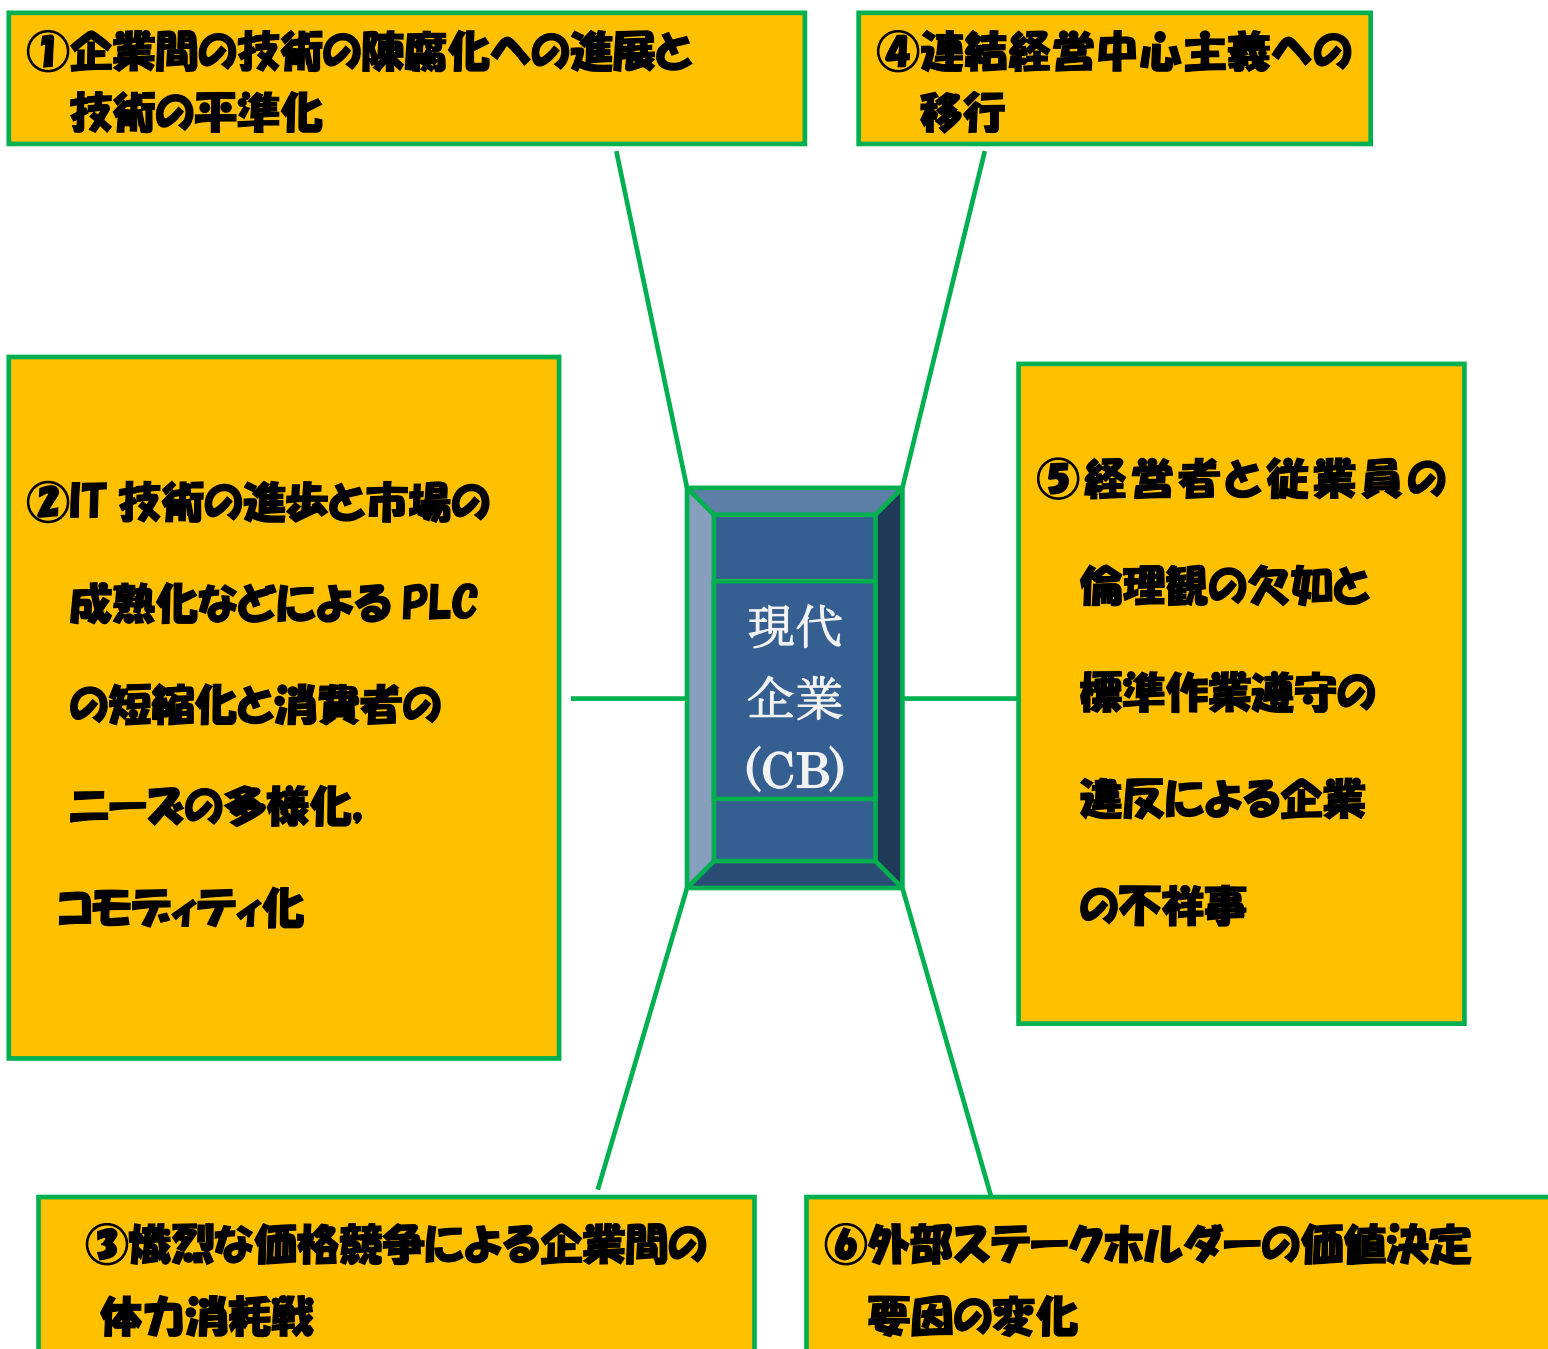 ①企業間の技術の陳腐化への進展と
技術の平準化
②IT 技術の進歩と市場の
成熟化などによる PLC
の短縮化と消費者の
ニーズの多様化,
コモディティ化
③熾烈な価格競争による企業間の
体力消耗戦
現代
企業
(CB)
④連結経営中心主義への
移行
⑤経営者と従業員の
倫理観の欠如と
標準作業遵守の
違反による企業
の不祥事
⑥外部ステークホルダーの価値決定
要因の変化